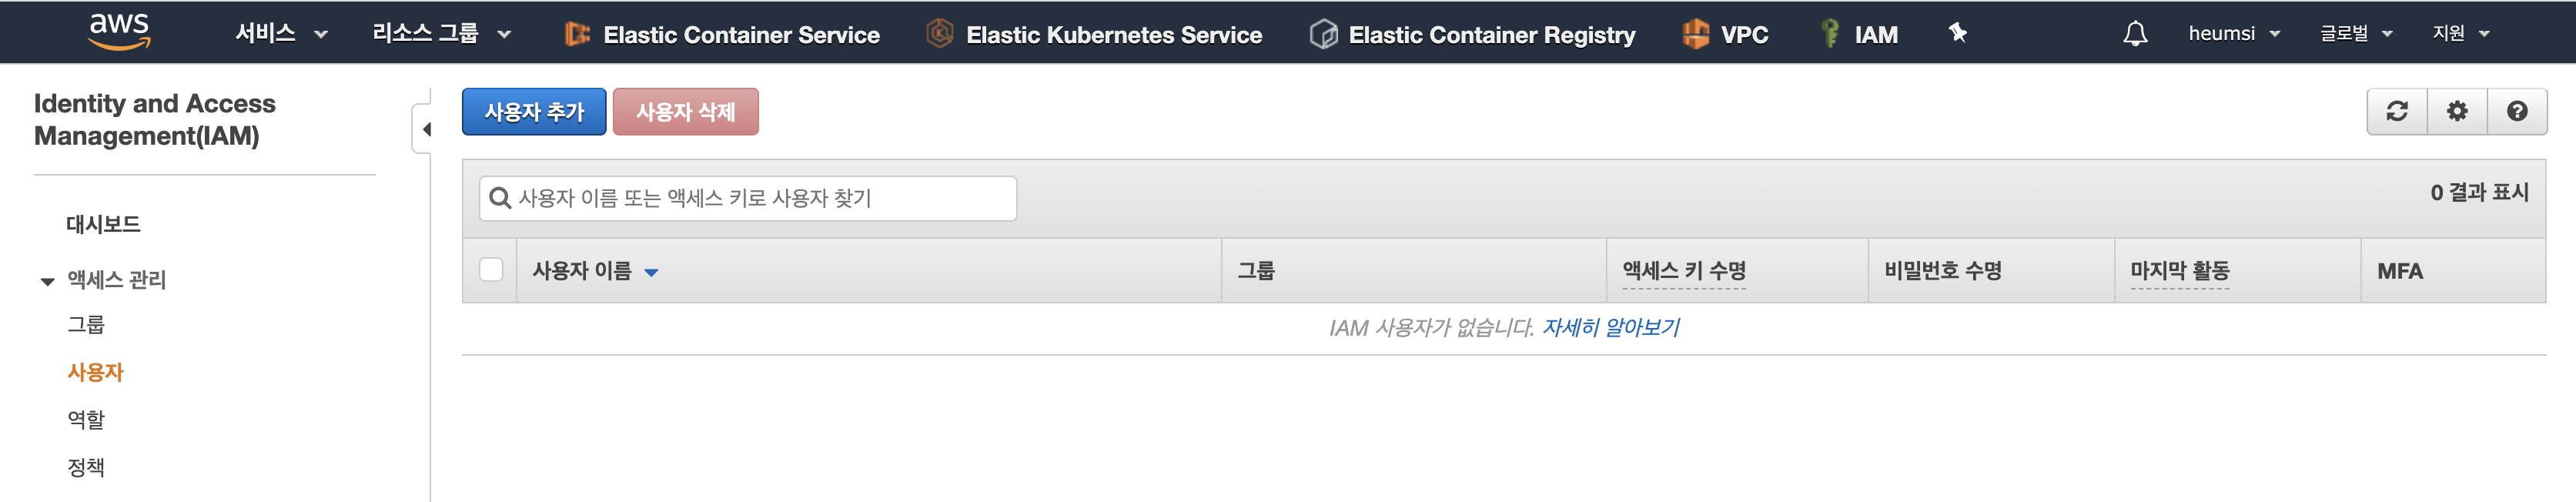 aws 서비스 리소스 그룹 Elastic Container Service Elastic Kubernetes Service Elastic Container Registry VPC IAM heumsi 글로벌 지원
Identity and Access
Management(IAM)
대시보드
액세스 관리
그룹
사용자
역할
정책
사용자 추가 사용자 삭제
사용자 이름 또는 액세스 키로 사용자 찾기 0 결과 표시
사용자 이름 그룹 액세스 키 수명 비밀번호 수명 마지막 활동 MFA
IAM 사용자가 없습니다. 자세히 알아보기